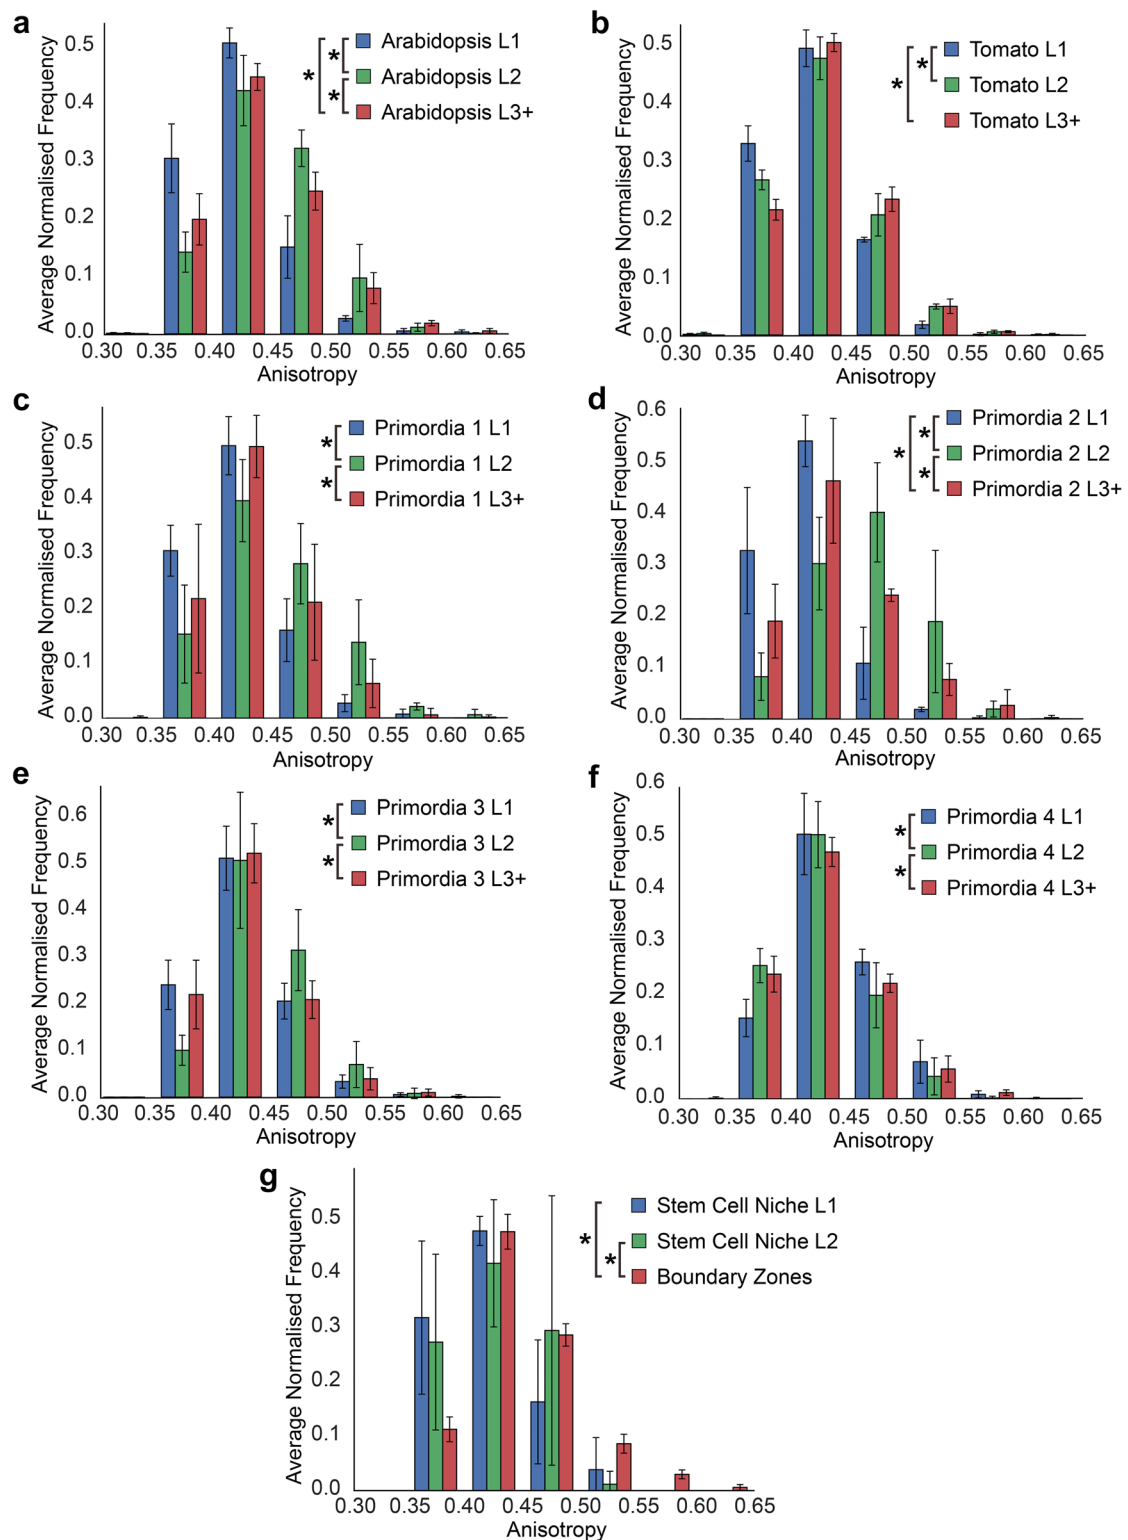 a
Average Normalised Frequency
0.5
0.4
0.3
0.2
0.1
0.0
0.30 0.35 0.40 0.45 0.50 0.55 0.60 0.65
Anisotropy
* * *
Arabidopsis L1
Arabidopsis L2
Arabidopsis L3+
b
Average Normalised Frequency
0.5
0.4
0.3
0.2
0.1
0.0
0.30 0.35 0.40 0.45 0.50 0.55 0.60 0.65
Anisotropy
* *
Tomato L1
Tomato L2
Tomato L3+
c
Average Normalised Frequency
0.5
0.4
0.3
0.2
0.1
0.0
0.30 0.35 0.40 0.45 0.50 0.55 0.60 0.65
Anisotropy
* *
Primordia 1 L1
Primordia 1 L2
Primordia 1 L3+
d
Average Normalised Frequency
0.6
0.5
0.4
0.3
0.2
0.1
0.0
0.30 0.35 0.40 0.45 0.50 0.55 0.60 0.65
Anisotropy
* * *
Primordia 2 L1
Primordia 2 L2
Primordia 2 L3+
e
Average Normalised Frequency
0.6
0.5
0.4
0.3
0.2
0.1
0.0
0.30 0.35 0.40 0.45 0.50 0.55 0.60 0.65
Anisotropy
* *
Primordia 3 L1
Primordia 3 L2
Primordia 3 L3+
f
Average Normalised Frequency
0.6
0.5
0.4
0.3
0.2
0.1
0.0
0.30 0.35 0.40 0.45 0.50 0.55 0.60 0.65
Anisotropy
* *
Primordia 4 L1
Primordia 4 L2
Primordia 4 L3+
g
Average Normalised Frequency
0.5
0.4
0.3
0.2
0.1
0.0
0.30 0.35 0.40 0.45 0.50 0.55 0.60 0.65
Anisotropy
* *
Stem Cell Niche L1
Stem Cell Niche L2
Boundary Zones